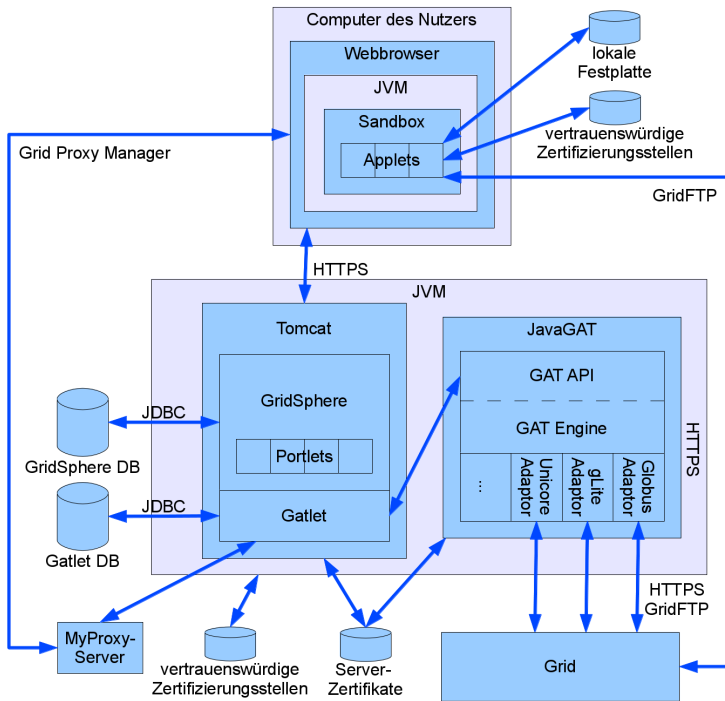 Computer des Nutzers
Webbrowser
JVM
Sandbox
Applets
lokale
Festplatte
vertrauenswürdige
Zertifizierungsstellen
Grid Proxy Manager
GridFTP
HTTPS
JVM
Tomcat
JavaGAT
GridSphere
Portlets
Gatlet
GAT API
GAT Engine
...
Unicore
Adaptor
gLite
Adaptor
Globus
Adaptor
HTTPS
JDBC
GridSphere DB
JDBC
Gatlet DB
HTTPS
GridFTP
MyProxy-
Server
vertrauenswürdige
Zertifizierungsstellen
Server-
Zertifikate
Grid